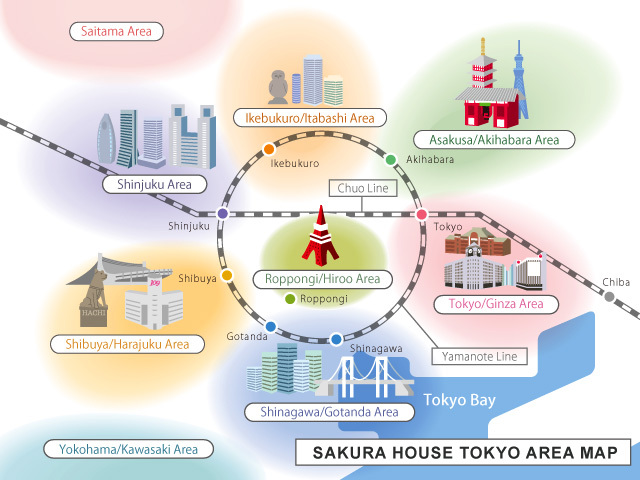 Saitama Area
Ikebukuro/Itabashi Area
Asakusa/Akihabara Area
Ikebukuro
Akihabara
Shinjuku Area
Chuo Line
Shinjuku
Tokyo
Shibuya
Roppongi/Hiroo Area
Roppongi
109
HACHI
Tokyo/Ginza Area
Chiba
Gotanda
Shinagawa
Shibuya/Harajuku Area
Yamanote Line
Shinagawa/Gotanda Area
Tokyo Bay
Yokohama/Kawasaki Area
SAKURA HOUSE TOKYO AREA MAP